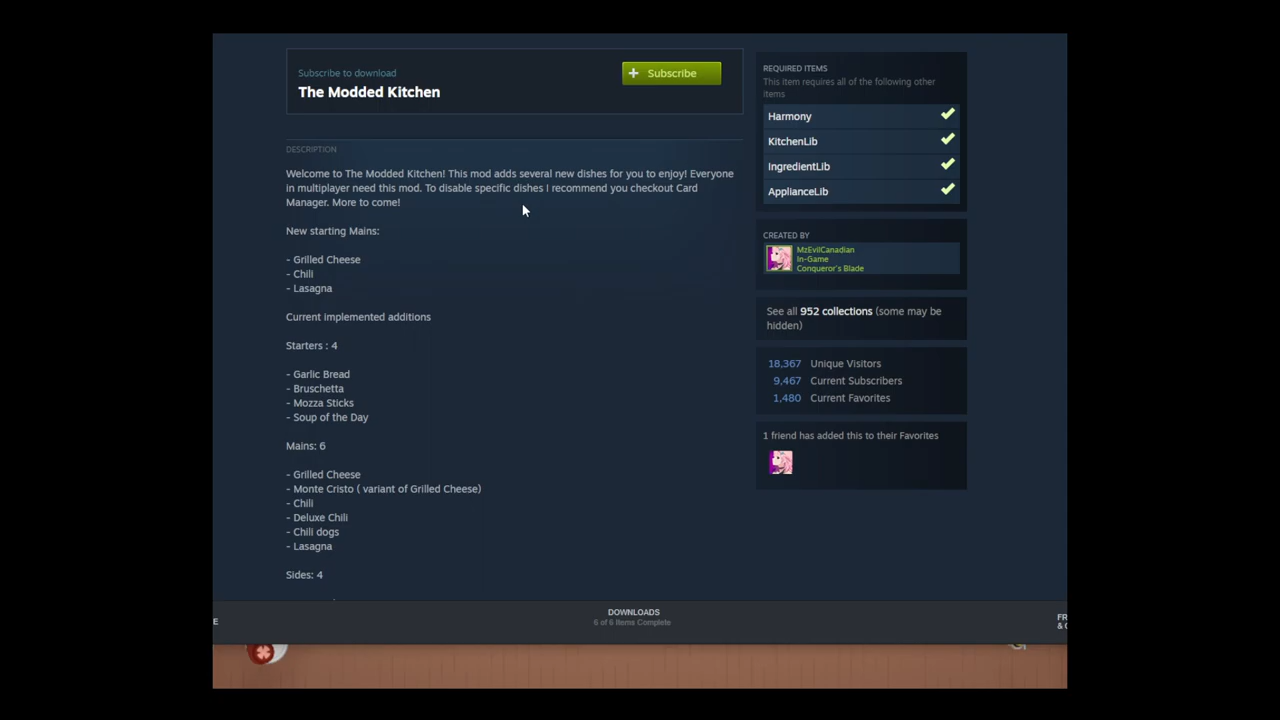 Subscribe to download
The Modded Kitchen
+ Subscribe
DESCRIPTION
Welcome to The Modded Kitchen! This mod adds several new dishes for you to enjoy! Everyone
in multiplayer need this mod. To disable specific dishes I recommend you checkout Card
Manager. More to come!
New starting Mains:
- Grilled Cheese
- Chili
- Lasagna
Current implemented additions
Starters : 4
- Garlic Bread
- Bruschetta
- Mozza Sticks
- Soup of the Day
Mains: 6
- Grilled Cheese
- Monte Cristo ( variant of Grilled Cheese)
- Chili
- Deluxe Chili
- Chili dogs
- Lasagna
Sides: 4
REQUIRED ITEMS
This item requires all of the following other
items
Harmony
KitchenLib
IngredientLib
ApplianceLib
CREATED BY
MzEvilCanadian
In-Game
Conqueror's Blade
See all 952 collections (some may be
hidden)
18,367 Unique Visitors
9,467 Current Subscribers
1,480 Current Favorites
1 friend has added this to their Favorites
DOWNLOADS
6 of 6 Items Complete